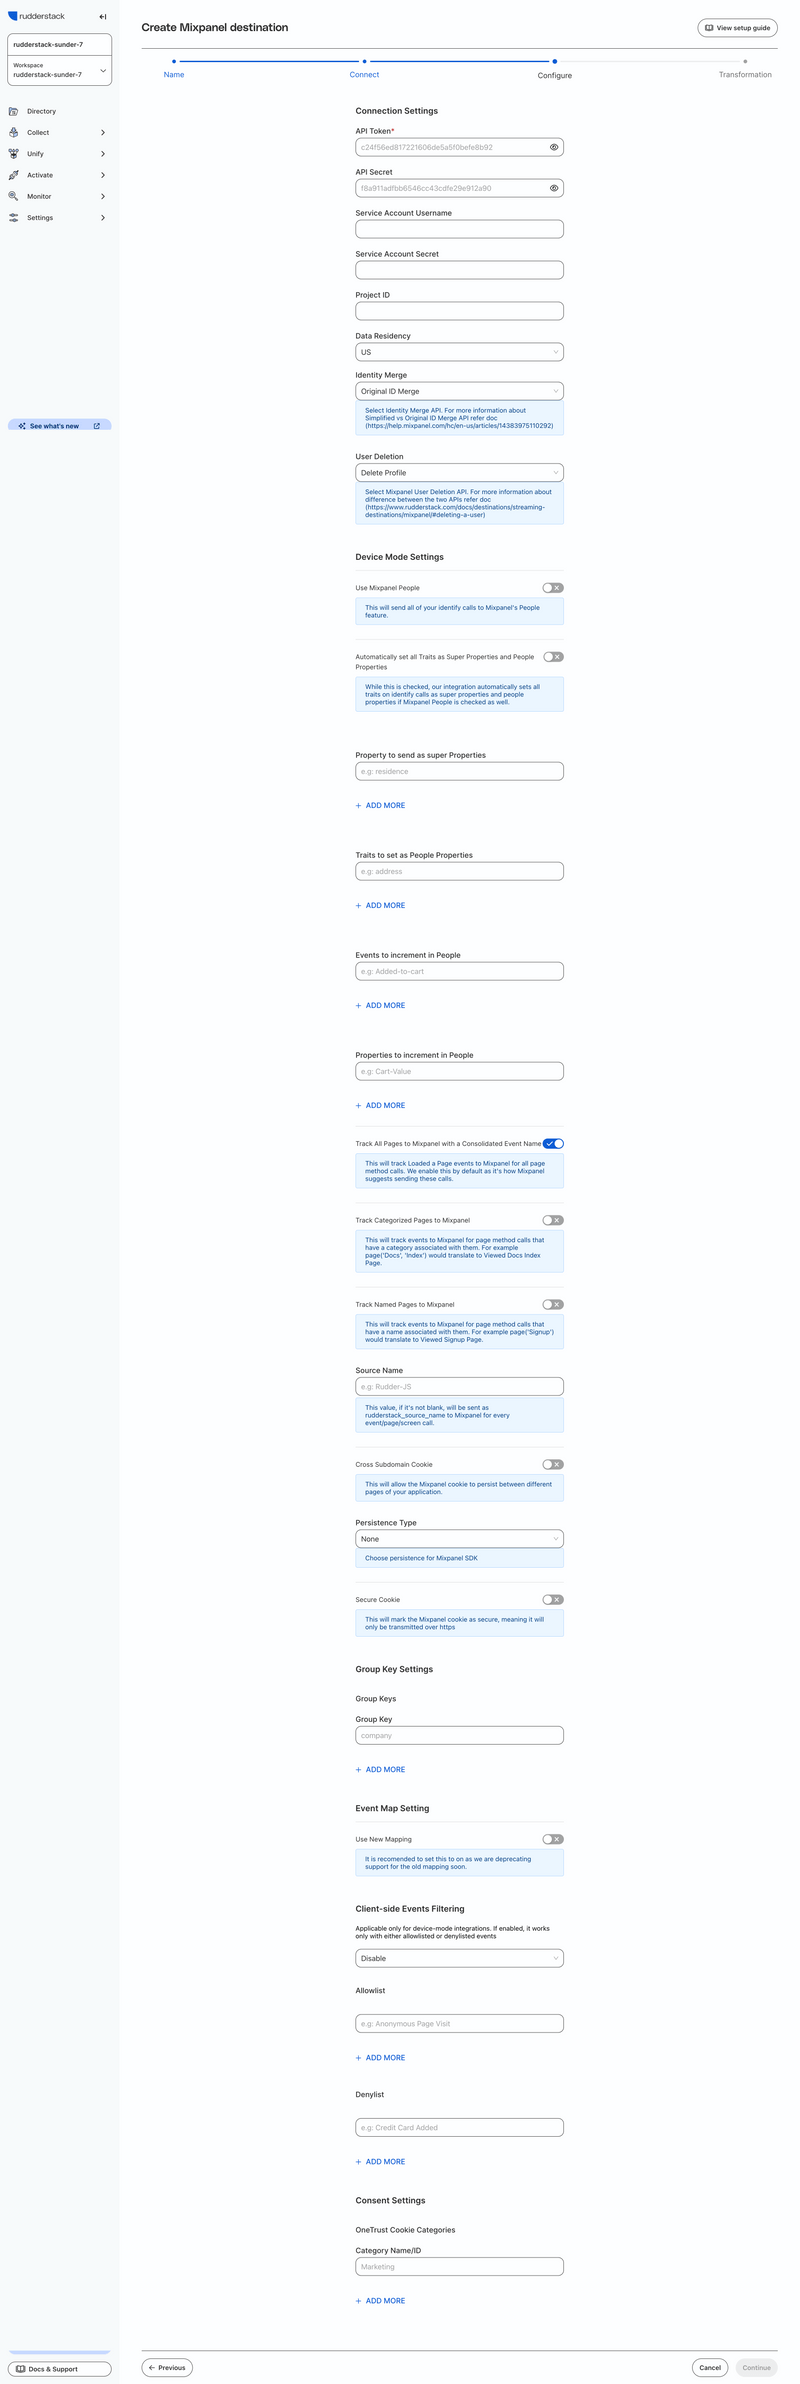 rudderstack
rudderstack-sunder-7
Workspace
rudderstack-sunder-7
Directory
Collect
Unify
Activate
Monitor
Settings
See what's new
Docs & Support
Create Mixpanel destination
View setup guide
Name
Connect
Configure
Transformation
Connection Settings
API Token*
c24f56ed817221606de5a5f0befe8b92
API Secret
f8a911adfbb6546cc43cdfe29e912a90
Service Account Username
Service Account Secret
Project ID
Data Residency
US
Identity Merge
Original ID Merge
Select Identity Merge API. For more information about
Simplified vs Original ID Merge API refer doc
(https://help.mixpanel.com/hc/en-us/articles/14383975110292)
User Deletion
Delete Profile
Select Mixpanel User Deletion API. For more information about
difference between the two APIs refer doc
(https://www.rudderstack.com/docs/destinations/streaming-
destinations/mixpanel/#deleting-a-user)
Device Mode Settings
Use Mixpanel People
This will send all of your identify calls to Mixpanel's People
feature.
Automatically set all Traits as Super Properties and People
Properties
While this is checked, our integration automatically sets all
traits on identify calls as super properties and people
properties if Mixpanel People is checked as well.
Property to send as super Properties
e.g: residence
+ ADD MORE
Traits to set as People Properties
e.g: address
+ ADD MORE
Events to increment in People
e.g: Added-to-cart
+ ADD MORE
Properties to increment in People
e.g: Cart-Value
+ ADD MORE
Track All Pages to Mixpanel with a Consolidated Event Name
This will track Loaded a Page events to Mixpanel for all page
method calls. We enable this by default as it's how Mixpanel
suggests sending these calls.
Track Categorized Pages to Mixpanel
This will track events to Mixpanel for page method calls that
have a category associated with them. For example
page('Docs', 'Index') would translate to Viewed Docs Index
Page.
Track Named Pages to Mixpanel
This will track events to Mixpanel for page method calls that
have a name associated with them. For example page('Signup')
would translate to Viewed Signup Page.
Source Name
e.g: Rudder-JS
This value, if it's not blank, will be sent as
rudderstack_source_name to Mixpanel for every
event/page/screen call.
Cross Subdomain Cookie
This will allow the Mixpanel cookie to persist between different
pages of your application.
Persistence Type
None
Choose persistence for Mixpanel SDK
Secure Cookie
This will mark the Mixpanel cookie as secure, meaning it will
only be transmitted over https
Group Key Settings
Group Keys
Group Key
company
+ ADD MORE
Event Map Setting
Use New Mapping
It is recomended to set this to on as we are deprecating
support for the old mapping soon.
Client-side Events Filtering
Applicable only for device-mode integrations. If enabled, it works
only with either allowlisted or denylisted events
Disable
Allowlist
e.g: Anonymous Page Visit
+ ADD MORE
Denylist
e.g: Credit Card Added
+ ADD MORE
Consent Settings
OneTrust Cookie Categories
Category Name/ID
Marketing
+ ADD MORE
Previous
Cancel
Continue